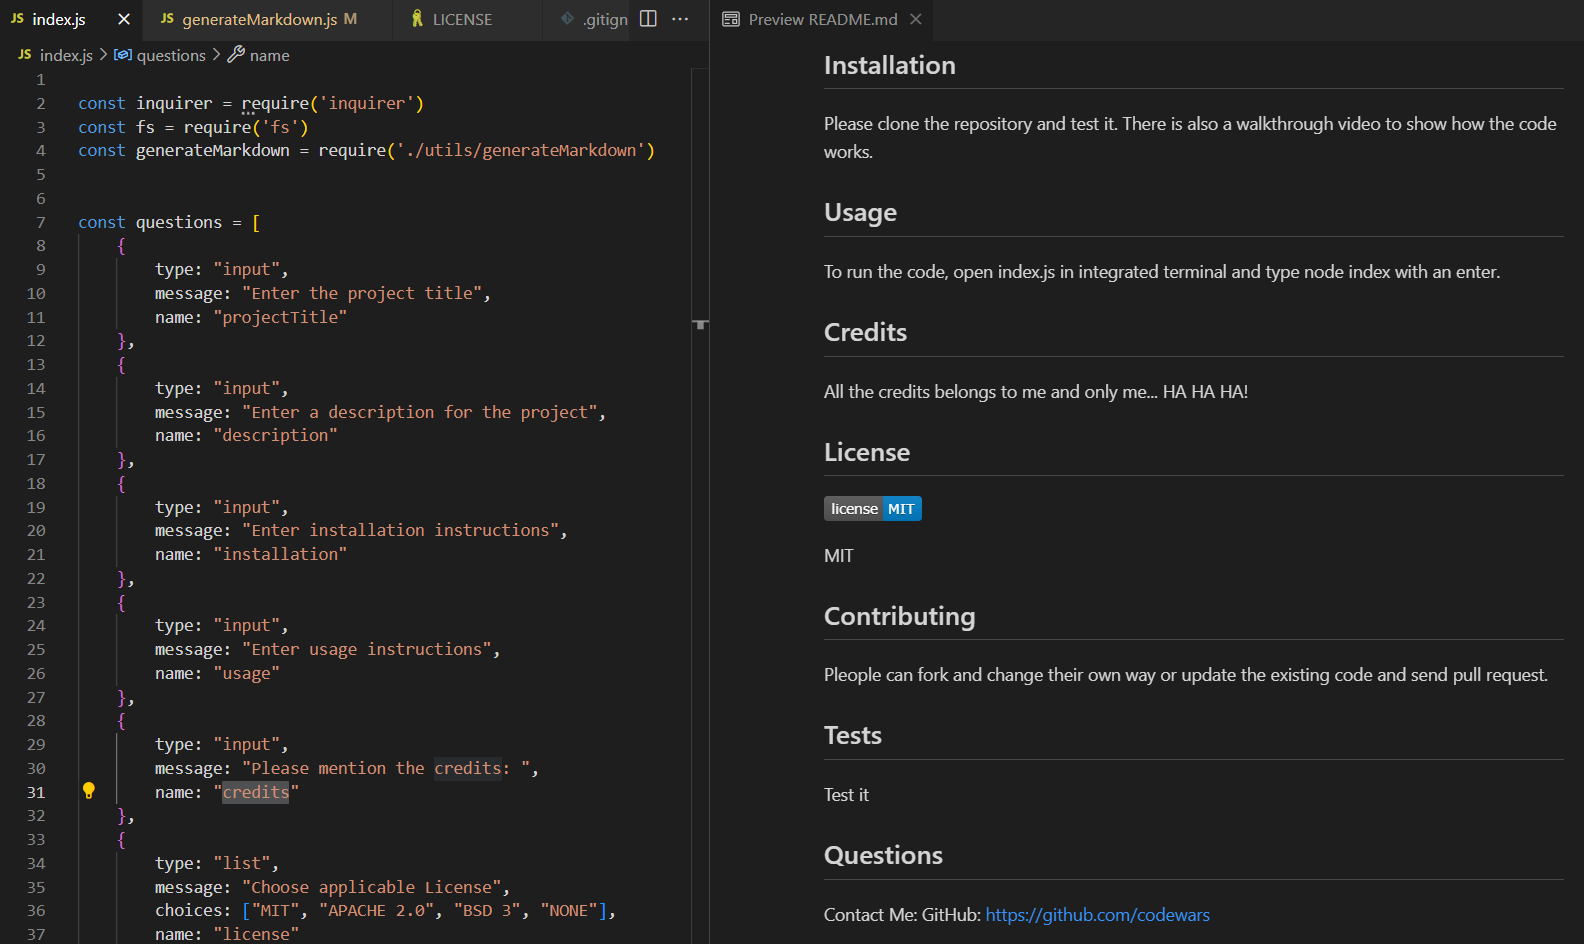 JS index.js × JS generateMarkdown.js M LICENSE .gitign ···
JS index.js > questions > name
1
2 const inquirer = require('inquirer')
3 const fs = require('fs')
4 const generateMarkdown = require('./utils/generateMarkdown')
5
6
7 const questions = [
8 {
9 type: "input",
10 message: "Enter the project title",
11 name: "projectTitle"
12 },
13 {
14 type: "input",
15 message: "Enter a description for the project",
16 name: "description"
17 },
18 {
19 type: "input",
20 message: "Enter installation instructions",
21 name: "installation"
22 },
23 {
24 type: "input",
25 message: "Enter usage instructions",
26 name: "usage"
27 },
28 {
29 type: "input",
30 message: "Please mention the credits: ",
31 name: "credits"
32 },
33 {
34 type: "list",
35 message: "Choose applicable License",
36 choices: ["MIT", "APACHE 2.0", "BSD 3", "NONE"],
37 name: "license"
Preview README.md ×
Installation
Please clone the repository and test it. There is also a walkthrough video to show how the code
works.
Usage
To run the code, open index.js in integrated terminal and type node index with an enter.
Credits
All the credits belongs to me and only me... HA HA HA!
License
license MIT
MIT
Contributing
Pleople can fork and change their own way or update the existing code and send pull request.
Tests
Test it
Questions
Contact Me: GitHub: https://github.com/codewars